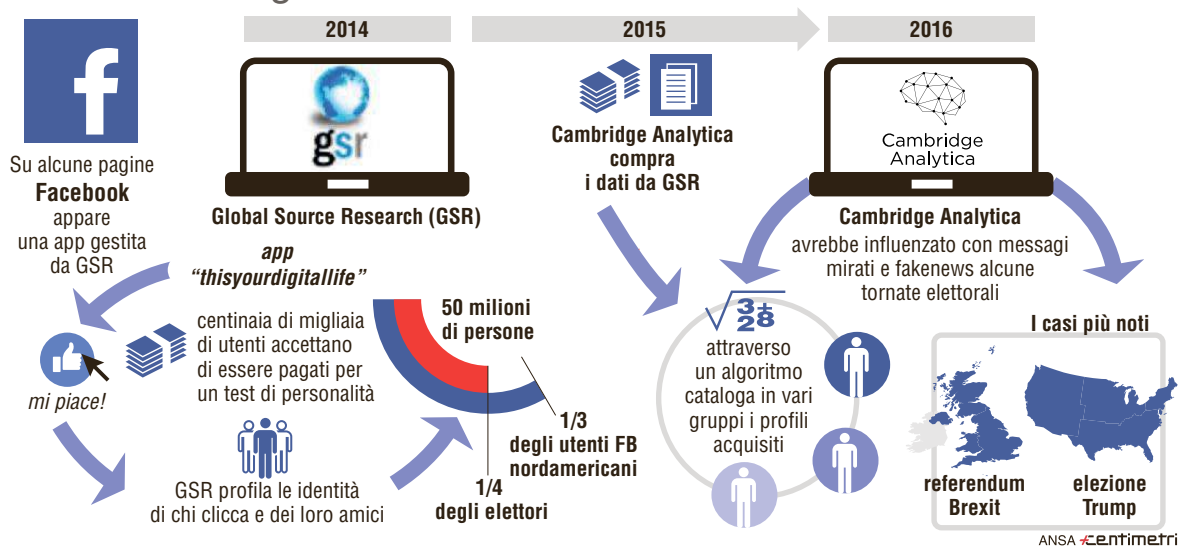 2014
2015
2016
f
gsr
Cambridge
Analytica
Su alcune pagine
Facebook
appare
una app gestita
da GSR
Global Source Research (GSR)
app
"thisyourdigitallife"
mi piace!
centinaia di migliaia
di utenti accettano
di essere pagati per
un test di personalità
GSR profila le identità
di chi clicca e dei loro amici
50 milioni
di persone
1/3
degli utenti FB
nordamericani
1/4
degli elettori
Cambridge Analytica
compra
i dati da GSR
√3+
28
attraverso
un algoritmo
cataloga in vari
gruppi i profili
acquisiti
Cambridge Analytica
avrebbe influenzato con messagi
mirati e fakenews alcune
tornate elettorali
I casi più noti
referendum
Brexit
elezione
Trump
ANSA centimetri